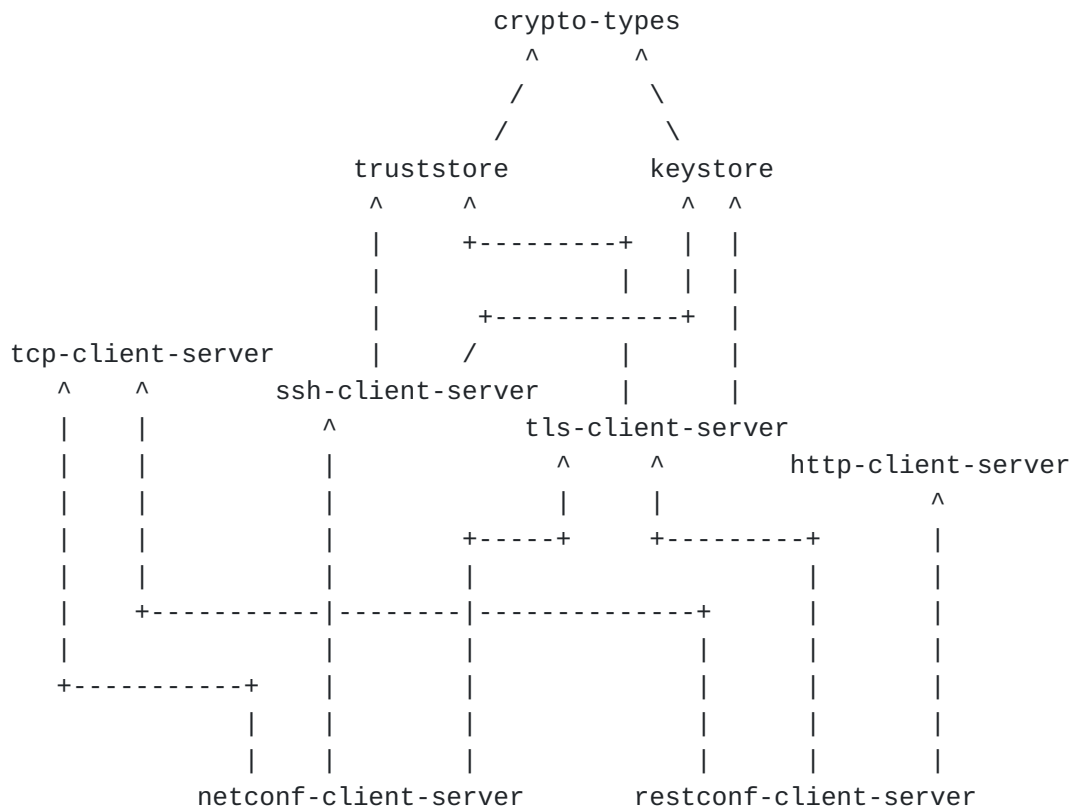 crypto-types
truststore keystore
tcp-client-server
ssh-client-server
tls-client-server
http-client-server
netconf-client-server restconf-client-server